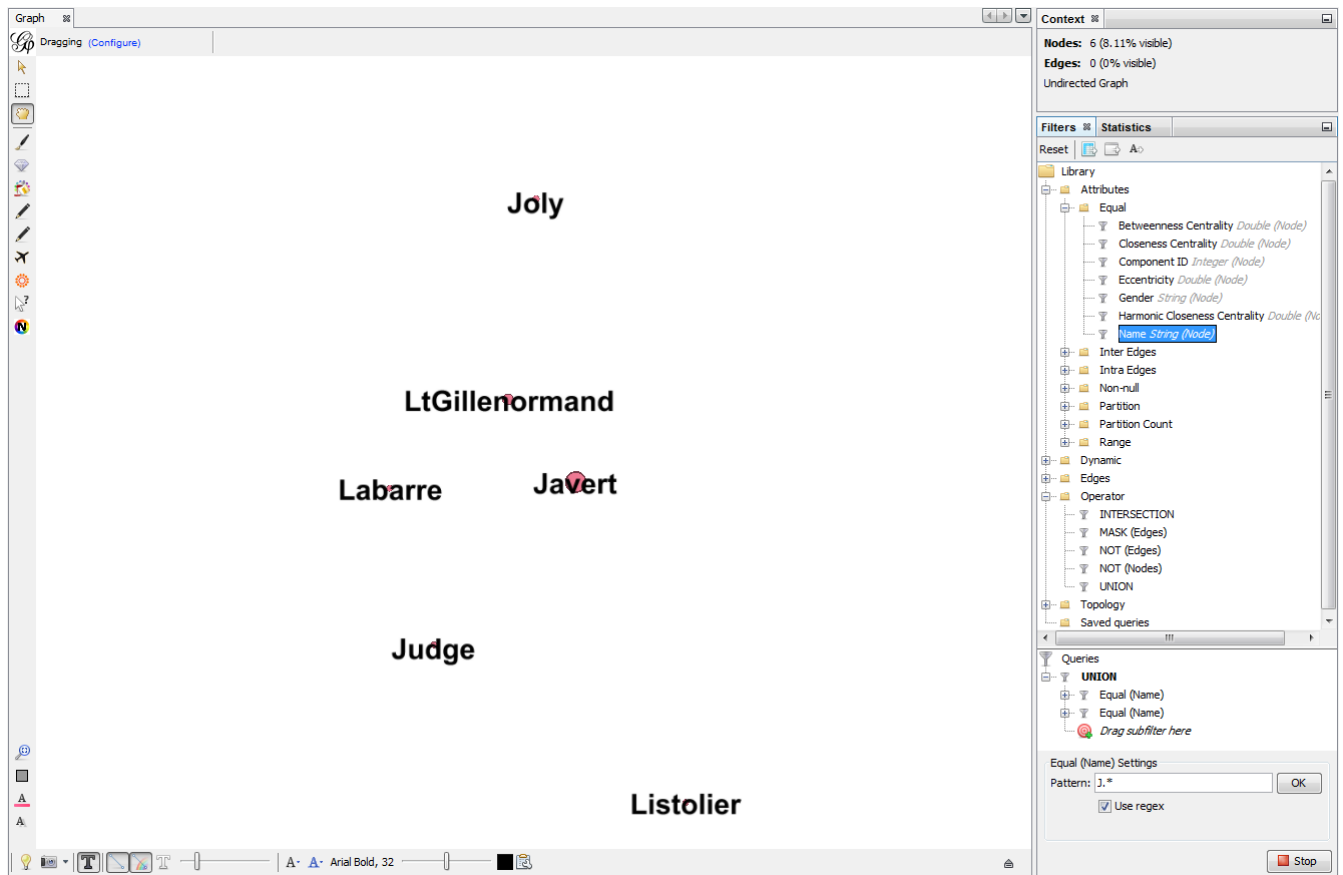 Graph
Dragging (Configure)
Joly
LtGillenormand
Labarre
Javert
Judge
Listolier
T
T
A- A- Arial Bold, 32
Context
Nodes: 6 (8.11% visible)
Edges: 0 (0% visible)
Undirected Graph
Filters Statistics
Reset
Library
Attributes
Equal
Betweenness Centrality Double (Node)
Closeness Centrality Double (Node)
Component ID Integer (Node)
Eccentricity Double (Node)
Gender String (Node)
Harmonic Closeness Centrality Double (No
Name String (Node)
Inter Edges
Intra Edges
Non-null
Partition
Partition Count
Range
Dynamic
Edges
Operator
INTERSECTION
MASK (Edges)
NOT (Edges)
NOT (Nodes)
UNION
Topology
Saved queries
Queries
UNION
Equal (Name)
Equal (Name)
Drag subfilter here
Equal (Name) Settings
Pattern: J.* OK
Use regex
Stop